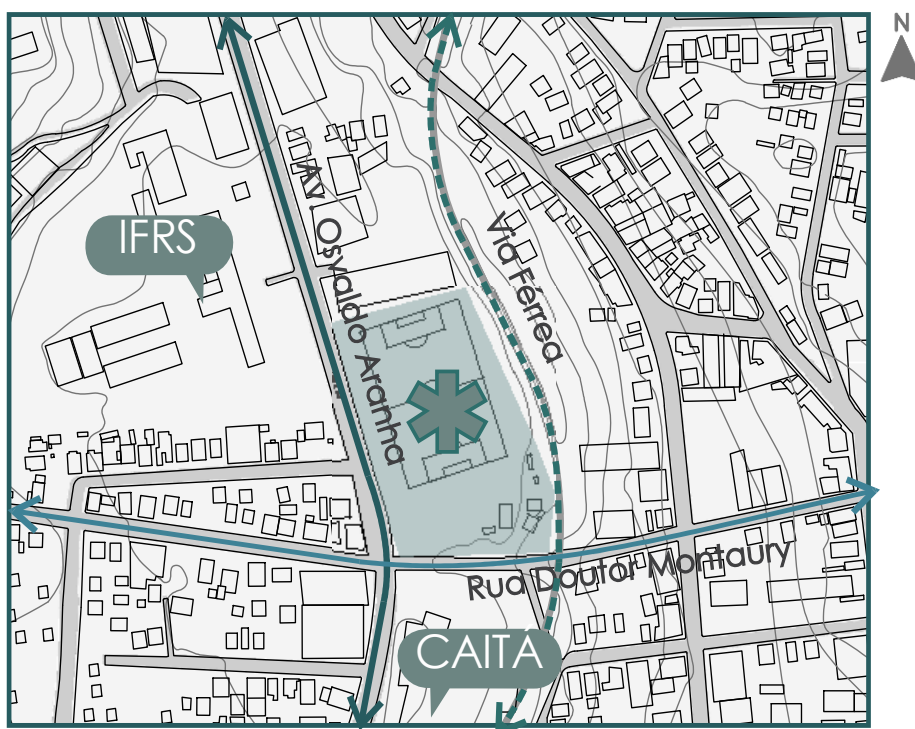 N
IFRS
Av. Osvaldo Aranha
Via Férrea
Rua Doutor Montaury
CAITÁ